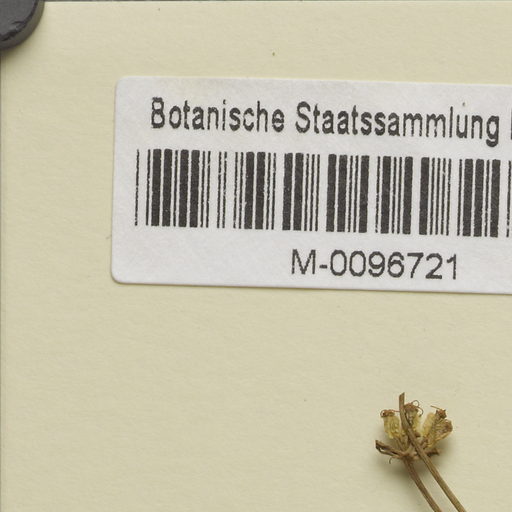 Botanische Staatssammlung
M-0096721